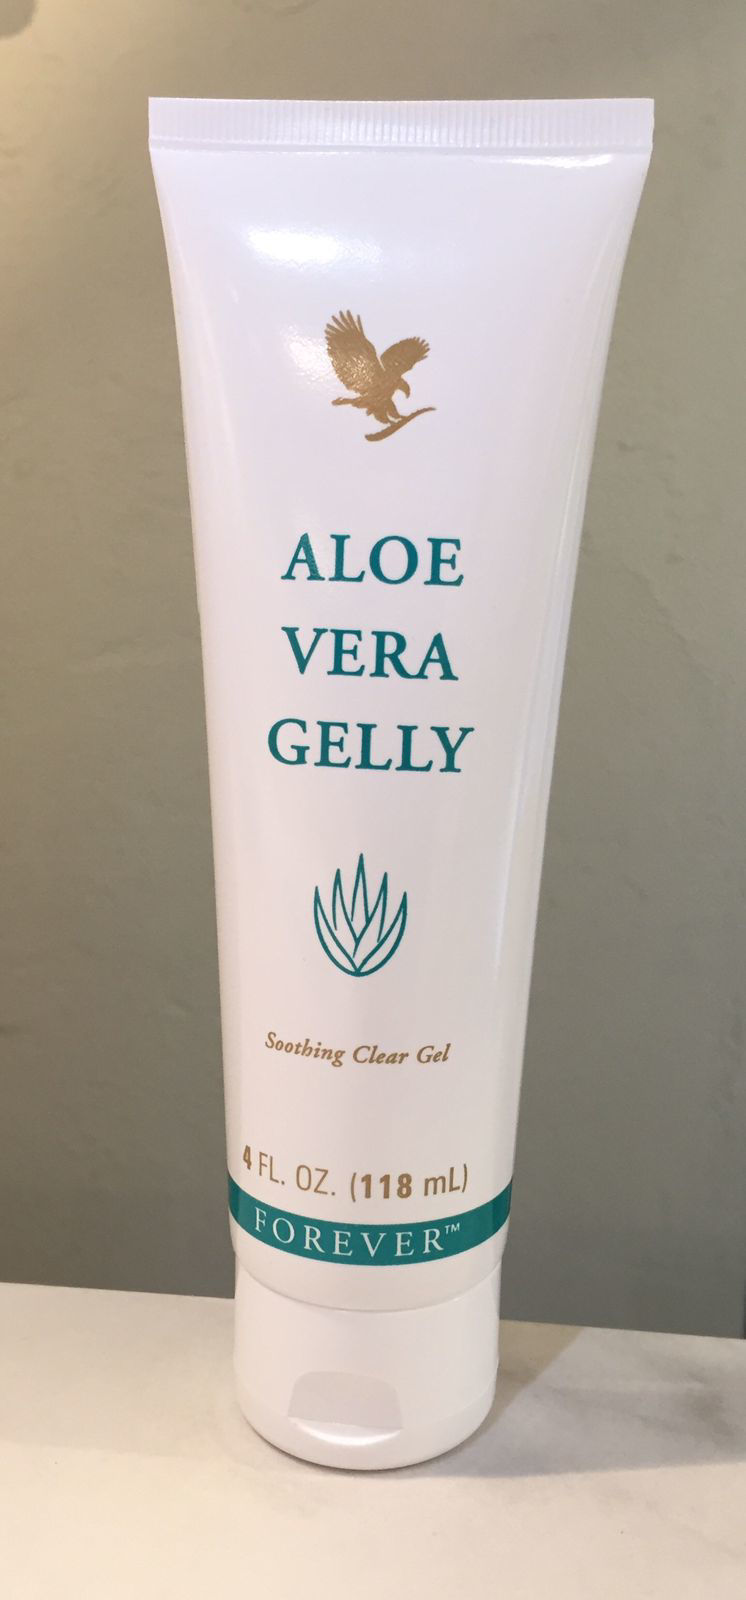 ALOE
VERA
GELLY
Soothing Clear Gel
4 FL. OZ. (118 mL)
FOREVER™